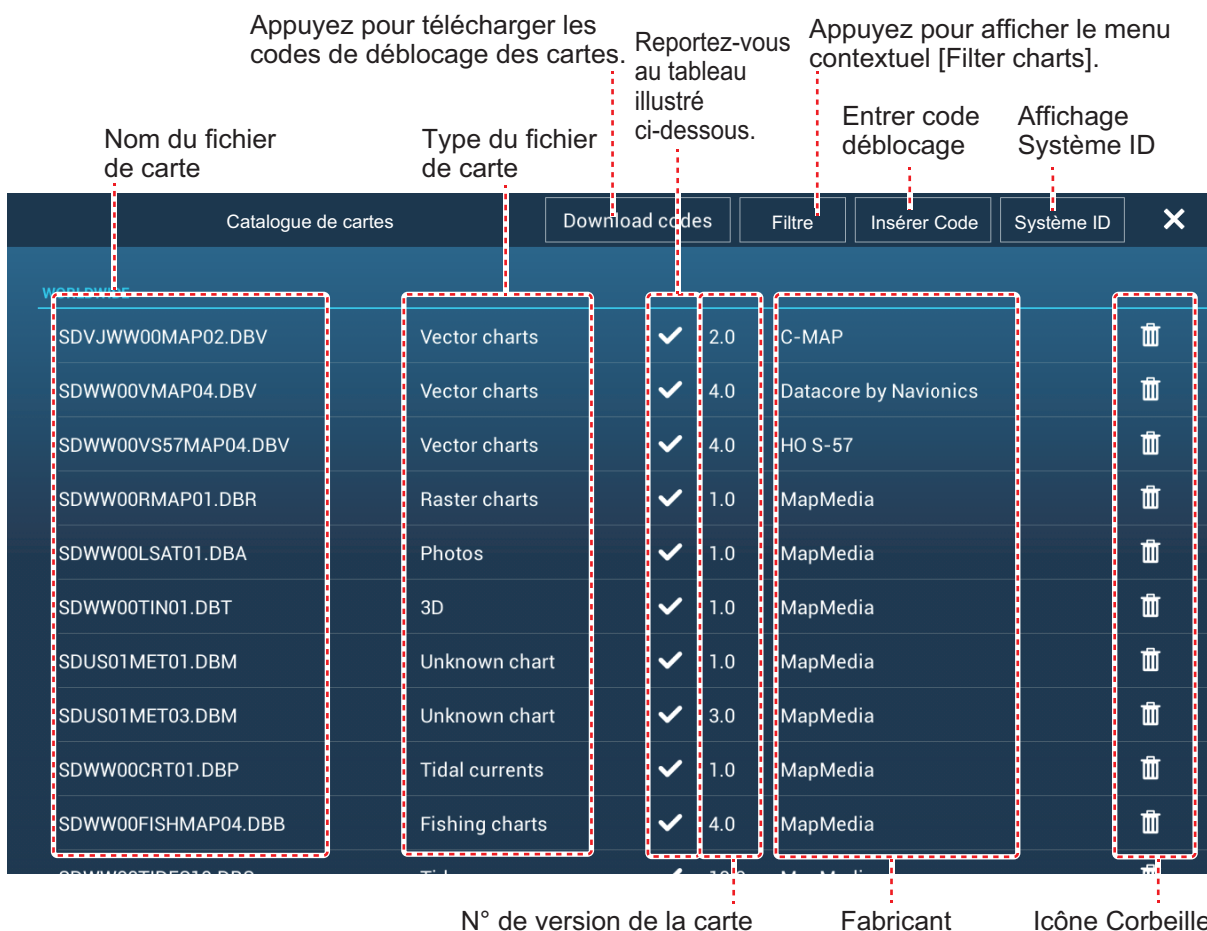 Appuyez pour télécharger les
codes de déblocage des cartes.
Reportez-vous
au tableau
illustré
ci-dessous.
Appuyez pour afficher le menu
contextuel [Filter charts].
Nom du fichier
de carte
Type du fichier
de carte
Entrer code
déblocage
Affichage
Système ID
Catalogue de cartes
Download codes
Filtre
Insérer Code
Système ID
WORLDWIDE
SDVJWW00MAP02.DBV Vector charts 2.0 C-MAP
SDWW00VMAP04.DBV Vector charts 4.0 Datacore by Navionics
SDWW00VS57MAP04.DBV Vector charts 4.0 HO S-57
SDWW00RMAP01.DBR Raster charts 1.0 MapMedia
SDWW00LSAT01.DBA Photos 1.0 MapMedia
SDWW00TIN01.DBT 3D 1.0 MapMedia
SDUS01MET01.DBM Unknown chart 1.0 MapMedia
SDUS01MET03.DBM Unknown chart 3.0 MapMedia
SDWW00CRT01.DBP Tidal currents 1.0 MapMedia
SDWW00FISHMAP04.DBB Fishing charts 4.0 MapMedia
N° de version de la carte
Fabricant
Icône Corbeille